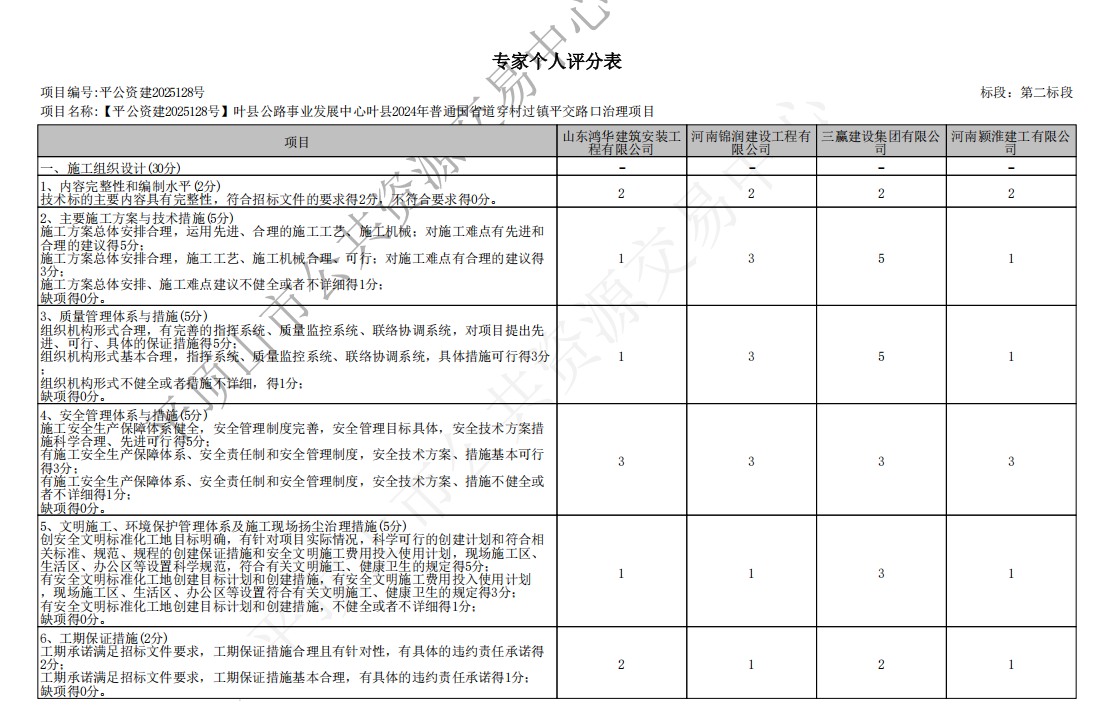 专家个人评分表
项目编号:平公资建2025128号
标段：第二标段
项目名称:【平公资建2025128号】叶县公路事业发展中心叶县2024年普通国省道穿村过镇平交路口治理项目
项目
山东鸿华建筑安装工程有限公司
河南锦润建设工程有限公司
三赢建设集团有限公司
河南颍淮建工有限公司
一、施工组织设计(30分)
－ － － －
1、内容完整性和编制水平(2分)
技术标的主要内容具有完整性，符合招标文件的要求得2分，不符合要求得0分。
2 2 2 2
2、主要施工方案与技术措施(5分)
施工方案总体安排合理，运用先进、合理的施工工艺、施工机械；对施工难点有先进和
合理的建议得5分；
施工方案总体安排合理，施工工艺、施工机械合理、可行；对施工难点有合理的建议得
3分；
施工方案总体安排、施工难点建议不健全或者不详细得1分；
缺项得0分。
1 3 5 1
3、质量管理体系与措施(5分)
组织机构形式合理，有完善的指挥系统、质量监控系统、联络协调系统，对项目提出先
进、可行、具体的保证措施得5分；
组织机构形式基本合理，指挥系统、质量监控系统、联络协调系统，具体措施可行得3分
；
组织机构形式不健全或者措施不详细，得1分；
缺项得0分。
1 3 5 1
4、安全管理体系与措施(5分)
施工安全生产保障体系健全，安全管理制度完善，安全管理目标具体，安全技术方案措
施科学合理、先进可行得5分；
有施工安全生产保障体系、安全责任制和安全管理制度，安全技术方案、措施基本可行
得3分；
有施工安全生产保障体系、安全责任制和安全管理制度，安全技术方案、措施不健全或
者不详细得1分；
缺项得0分。
3 3 3 3
5、文明施工、环境保护管理体系及施工现场扬尘治理措施(5分)
创安全文明标准化工地目标明确，有针对项目实际情况，科学可行的创建计划和符合相
关标准、规范、规程的创建保证措施和安全文明施工费用投入使用计划，现场施工区、
生活区、办公区等设置科学规范，符合有关文明施工、健康卫生的规定得5分；
有安全文明标准化工地创建目标计划和创建措施，有安全文明施工费用投入使用计划
，现场施工区、生活区、办公区等设置符合有关文明施工、健康卫生的规定得3分；
有安全文明标准化工地创建目标计划和创建措施，不健全或者不详细得1分；
缺项得0分。
1 1 3 1
6、工期保证措施(2分)
工期承诺满足招标文件要求，工期保证措施合理且有针对性，有具体的违约责任承诺得
2分；
工期承诺满足招标文件要求，工期保证措施基本合理，有具体的违约责任承诺得1分；
缺项得0分。
2 1 2 1
平顶山市公共资源交易中心
平顶山市公共资源交易中心